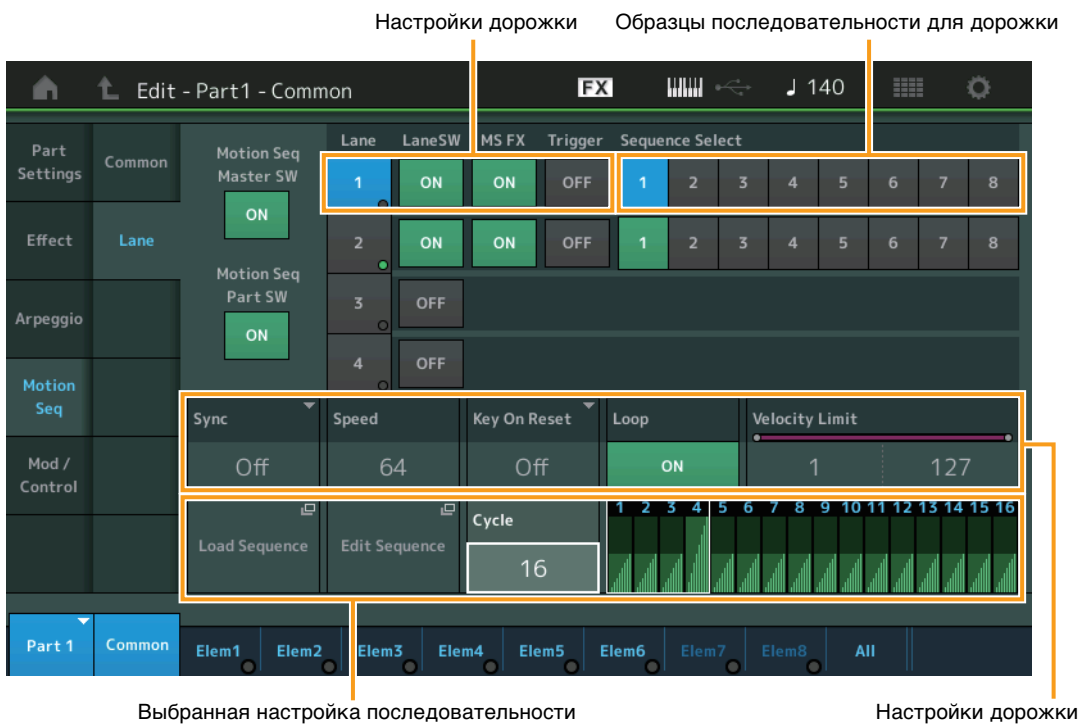 Настройки дорожки
Образцы последовательности для дорожки
Edit - Part1 - Common
FX
140
Part Settings
Common
Motion Seq Master SW
ON
Lane
LaneSW
MS FX
Trigger
Sequence Select
1
ON
ON
OFF
1 2 3 4 5 6 7 8
Effect
Lane
2
ON
ON
OFF
1 2 3 4 5 6 7 8
Motion Seq Part SW
ON
Arpeggio
3
OFF
4
OFF
Motion Seq
Sync
Speed
Key On Reset
Loop
Velocity Limit
Off
64
Off
ON
1
127
Mod / Control
Load Sequence
Edit Sequence
Cycle
16
1 2 3 4 5 6 7 8 9 10 11 12 13 14 15 16
Part 1
Common
Elem1
Elem2
Elem3
Elem4
Elem5
Elem6
Elem7
Elem8
All
Выбранная настройка последовательности
Настройки дорожки